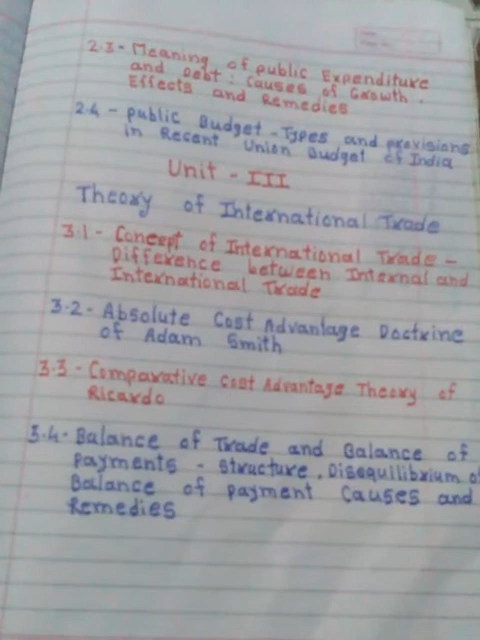 2.3 - Meaning of public Expenditure
and Debt : Causes of Growth.
Effects and Remedies
2.4 - public Budget - Types and provisions
in Recent Union Budget of India
Unit - III
Theory of International Trade
3.1 - Concept of International Trade -
Difference between Internal and
International Trade
3.2 - Absolute Cost Advantage Doctrine
of Adam Smith
3.3 - Comparative Cost Advantage Theory of
Ricardo
3.4 - Balance of Trade and Balance of
payments - structure, Disequilibrium of
Balance of payment Causes and
Remedies